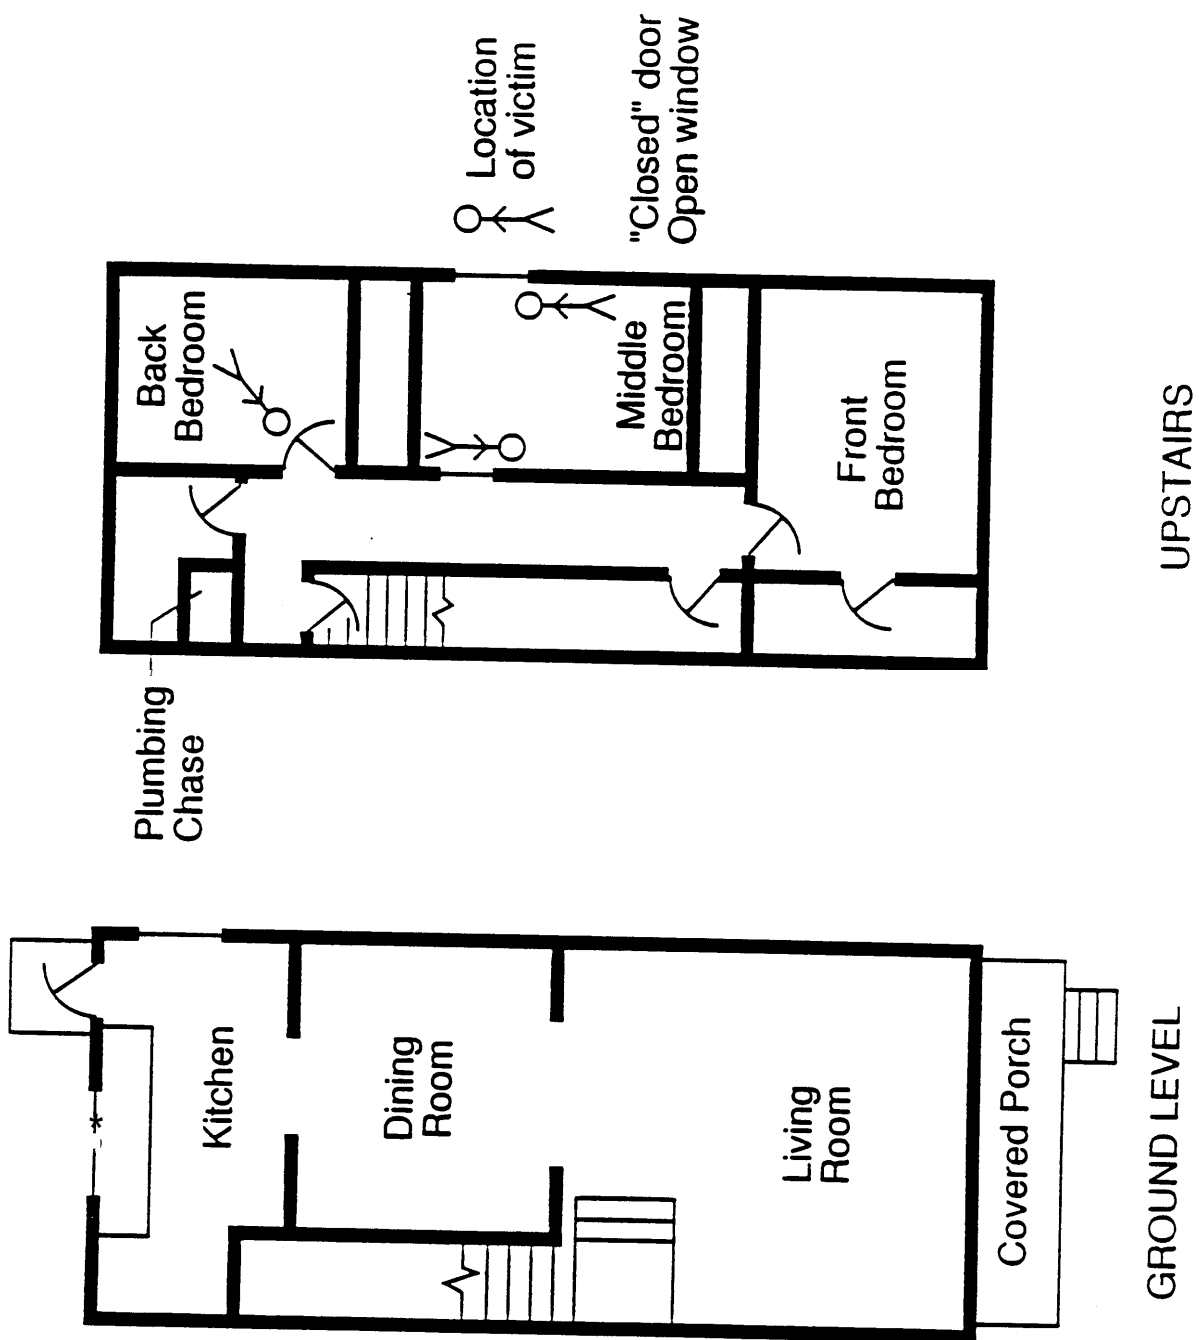 Location
of victim
"Closed" door
Open window
Back
Bedroom
Middle
Bedroom
Front
Bedroom
Plumbing
Chase
UPSTAIRS
Kitchen
Dining
Room
Living
Room
Covered Porch
GROUND LEVEL
*